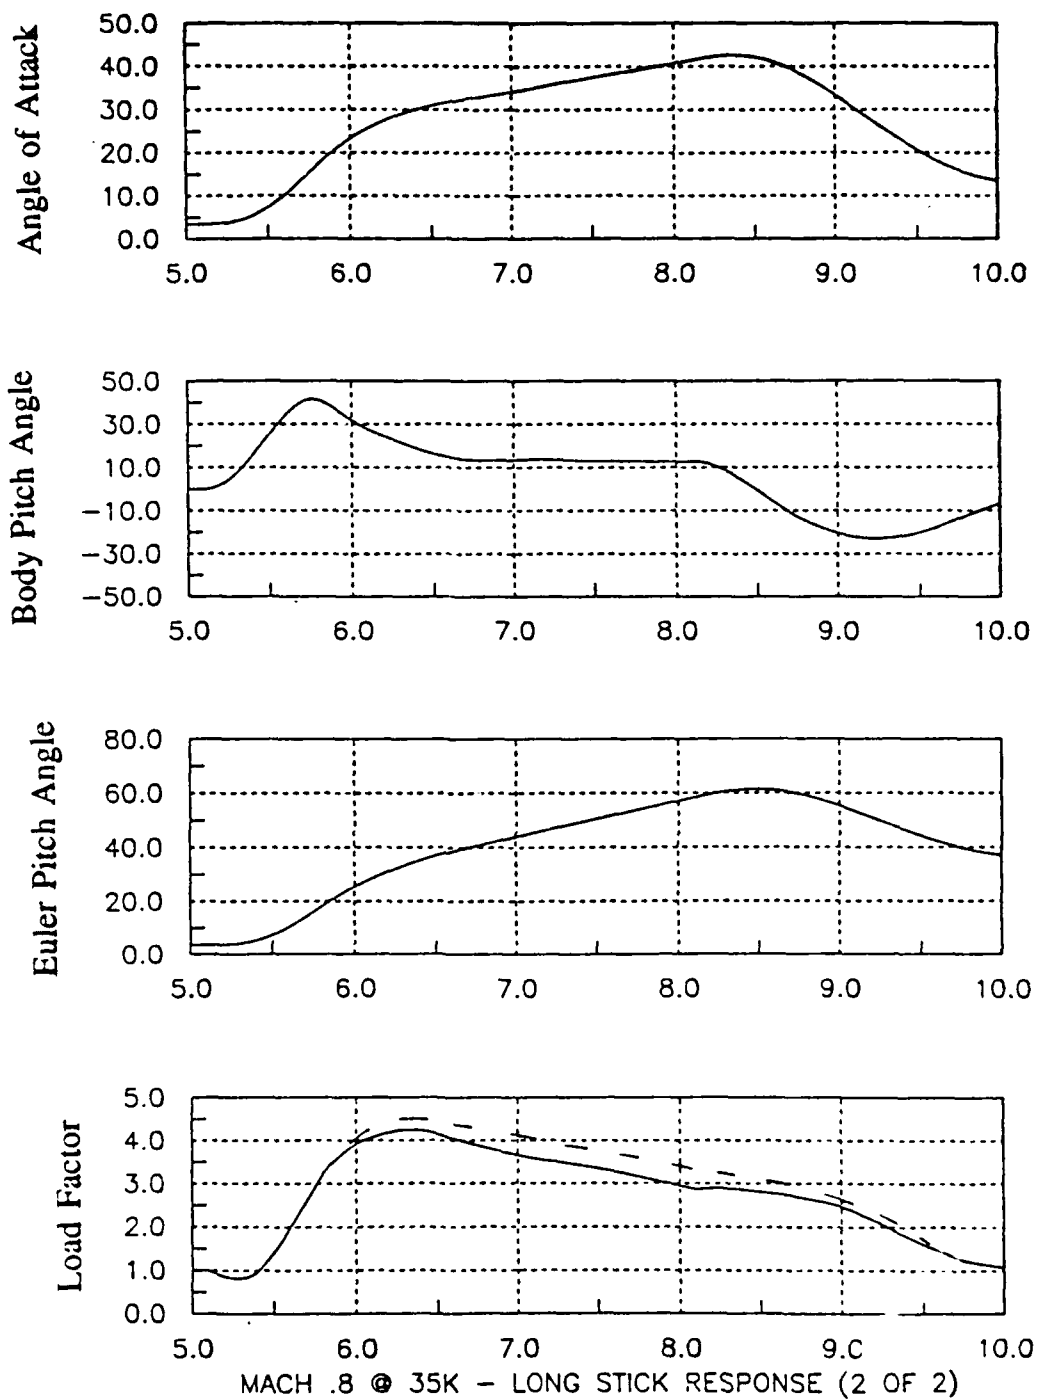 Angle of Attack
50.0
40.0
30.0
20.0
10.0
0.0
5.0 6.0 7.0 8.0 9.0 10.0
Body Pitch Angle
50.0
30.0
10.0
-10.0
-30.0
-50.0
5.0 6.0 7.0 8.0 9.0 10.0
Euler Pitch Angle
80.0
60.0
40.0
20.0
0.0
5.0 6.0 7.0 8.0 9.0 10.0
Load Factor
5.0
4.0
3.0
2.0
1.0
0.0
5.0 6.0 7.0 8.0 9.0 10.0
MACH .8 @ 35K - LONG STICK RESPONSE (2 OF 2)